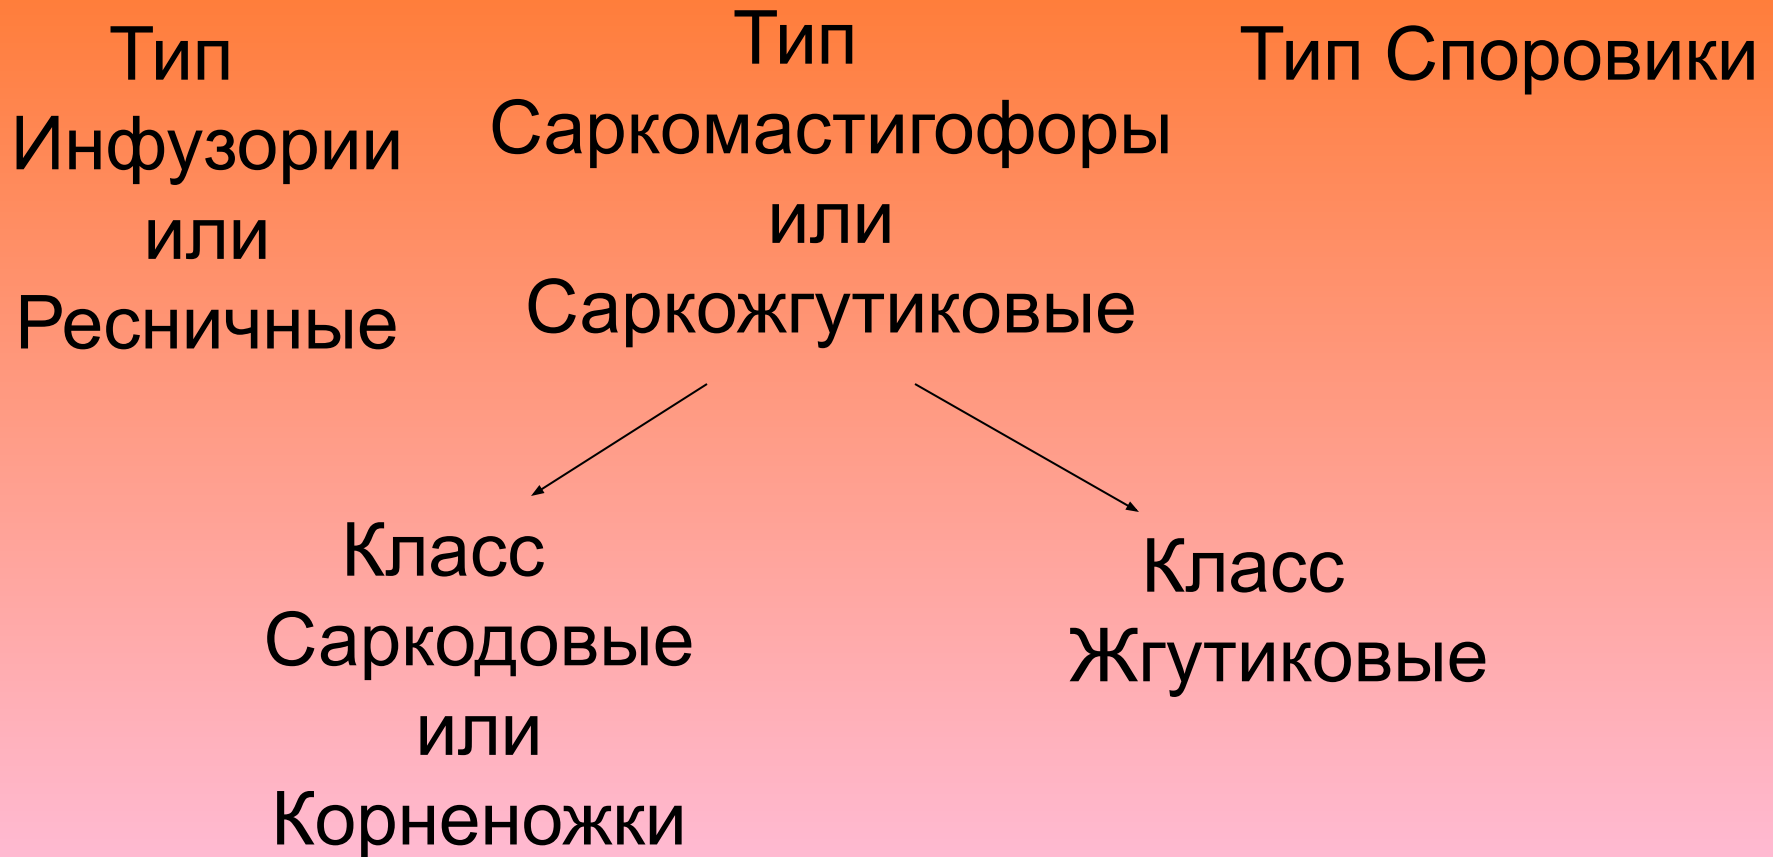 Тип
Инфузории
или
Ресничные
Тип
Саркомастигофоры
или
Саркожгутиковые
Тип Споровики
Класс
Саркодовые
или
Корненожки
Класс
Жгутиковые